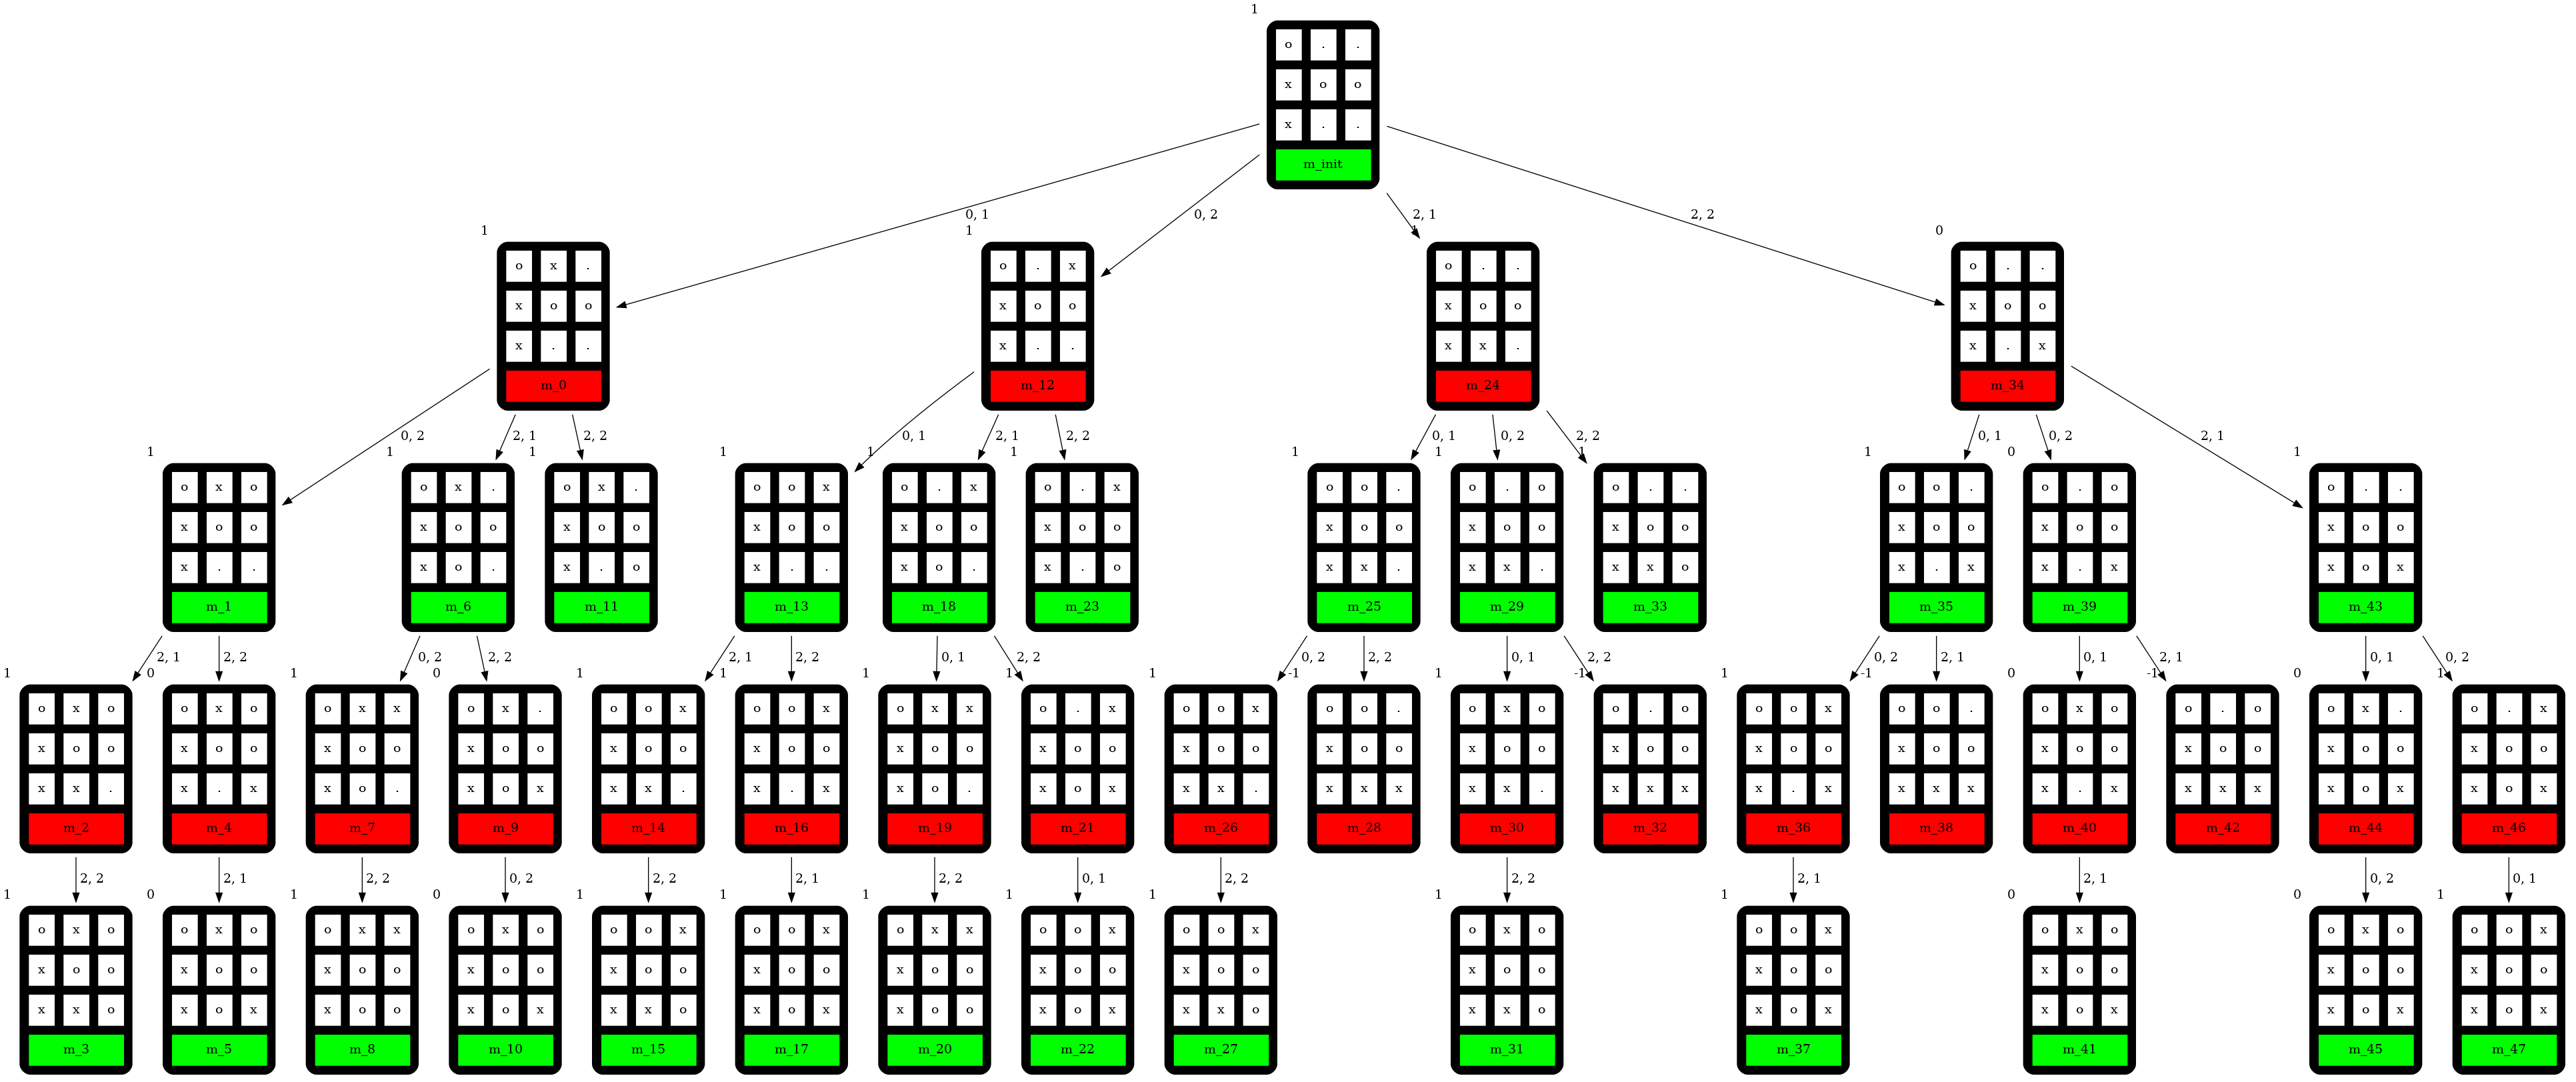 1
o . .
x o o
x . .
m_init
0, 1 0, 2 2, 1 2, 2
1 1 1 0
o x . o . x o . . o . .
x o o x o o x o o x o o
x . . x . . x x . x . x
m_0 m_12 m_24 m_34
0, 2 2, 1 2, 2 0, 1 2, 1 2, 2 0, 1 0, 2 2, 2 0, 1 0, 2 2, 1
1 1 1 1 1 1 1 1 1 1 0 1
o x o o x . o x . o o x o . x o . x o o . o . o o . . o o . o . o o . .
x o o x o o x o o x o o x o o x o o x o o x o o x o o x o o x o o x o o
x . . x o . x . o x . . x o . x . o x x . x x . x x o x . x x . x x o x
m_1 m_6 m_11 m_13 m_18 m_23 m_25 m_29 m_33 m_35 m_39 m_43
2, 1 2, 2 0, 2 2, 2 2, 1 2, 2 0, 1 2, 2 0, 2 2, 2 0, 1 2, 2 0, 2 2, 1 0, 1 2, 1 0, 1 0, 2
1 0 1 0 1 1 1 1 1 -1 1 -1 1 -1 0 -1 0 1
o x o o x o o x x o x . o o x o o x o x x o . x o o x o o . o x o o . o o o x o o . o x o o . o o x . o . x
x o o x o o x o o x o o x o o x o o x o o x o o x o o x o o x o o x o o x o o x o o x o o x o o x o o x o o
x x . x . x x o . x o x x x . x . x x o . x o x x x . x x x x x . x x x x . x x x x x . x x x x x o x x o x
m_2 m_4 m_7 m_9 m_14 m_16 m_19 m_21 m_26 m_28 m_30 m_32 m_36 m_38 m_40 m_42 m_44 m_46
2, 2 2, 1 2, 2 0, 2 2, 2 2, 1 2, 2 0, 1 2, 2 2, 2 2, 1 2, 1 0, 2 0, 1
1 0 1 0 1 1 1 1 1 1 1 0 0 1
o x o o x o o x x o x o o o x o o x o x x o o x o o x o x o o o x o x o o x o o o x
x o o x o o x o o x o o x o o x o o x o o x o o x o o x o o x o o x o o x o o x o o
x x o x o x x o o x o x x x o x o x x o o x o x x x o x x o x o x x o x x o x x o x
m_3 m_5 m_8 m_10 m_15 m_17 m_20 m_22 m_27 m_31 m_37 m_41 m_45 m_47